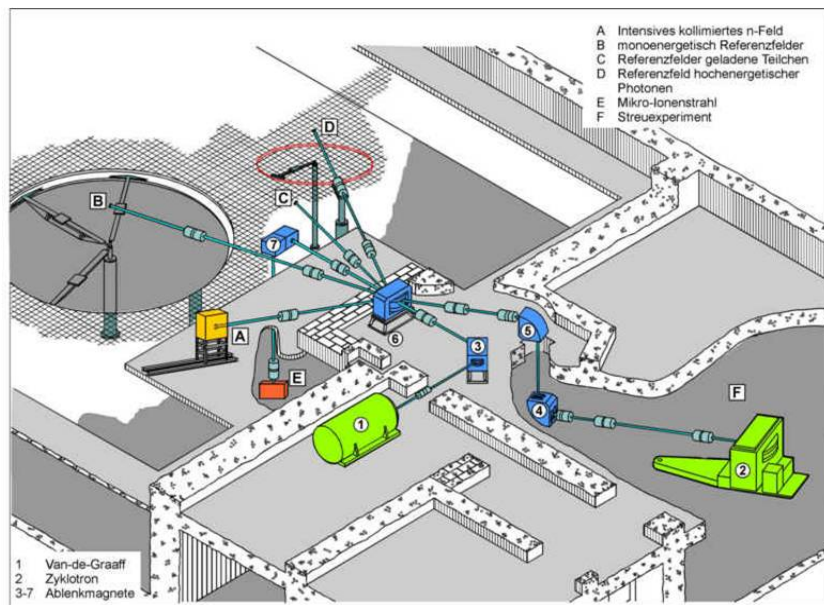 A Intensives kollimiertes n-Feld
B monoenergetisch Referenzfelder
C Referenzfelder geladene Teilchen
D Referenzfeld hochenergetischer
Photonen
E Mikro-Ionenstrahl
F Streuexperiment
D
C
B
7
A
6
3
5
E
1
4
F
2
1 Van-de-Graaff
2 Zyklotron
3-7 Ablenkmagnete